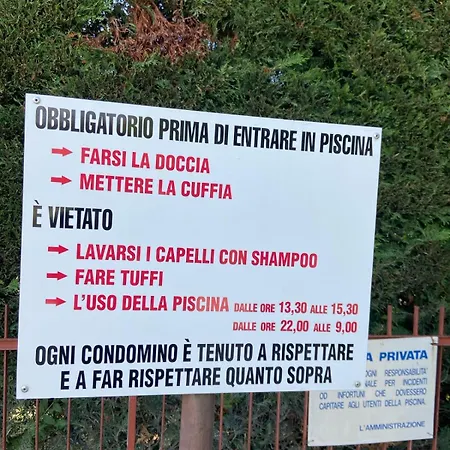 OBBLIGATORIO PRIMA DI ENTRARE IN PISCINA
→ FARSI LA DOCCIA
→ METTERE LA CUFFIA
È VIETATO
→ LAVARSI I CAPELLI CON SHAMPOO
→ FARE TUFFI
→ L'USO DELLA PISCINA DALLE ORE 13,30 ALLE 15,30
DALLE ORE 22,00 ALLE 9,00
OGNI CONDOMINO È TENUTO A RISPETTARE
E A FAR RISPETTARE QUANTO SOPRA
A PRIVATA
OGNI RESPONSABILITA'
NALE PER INCIDENTI
OD INFORTUNI CHE DOVESSERO
CAPITARE AGLI UTENTI DELLA PISCINA.
L'AMMINISTRAZIONE